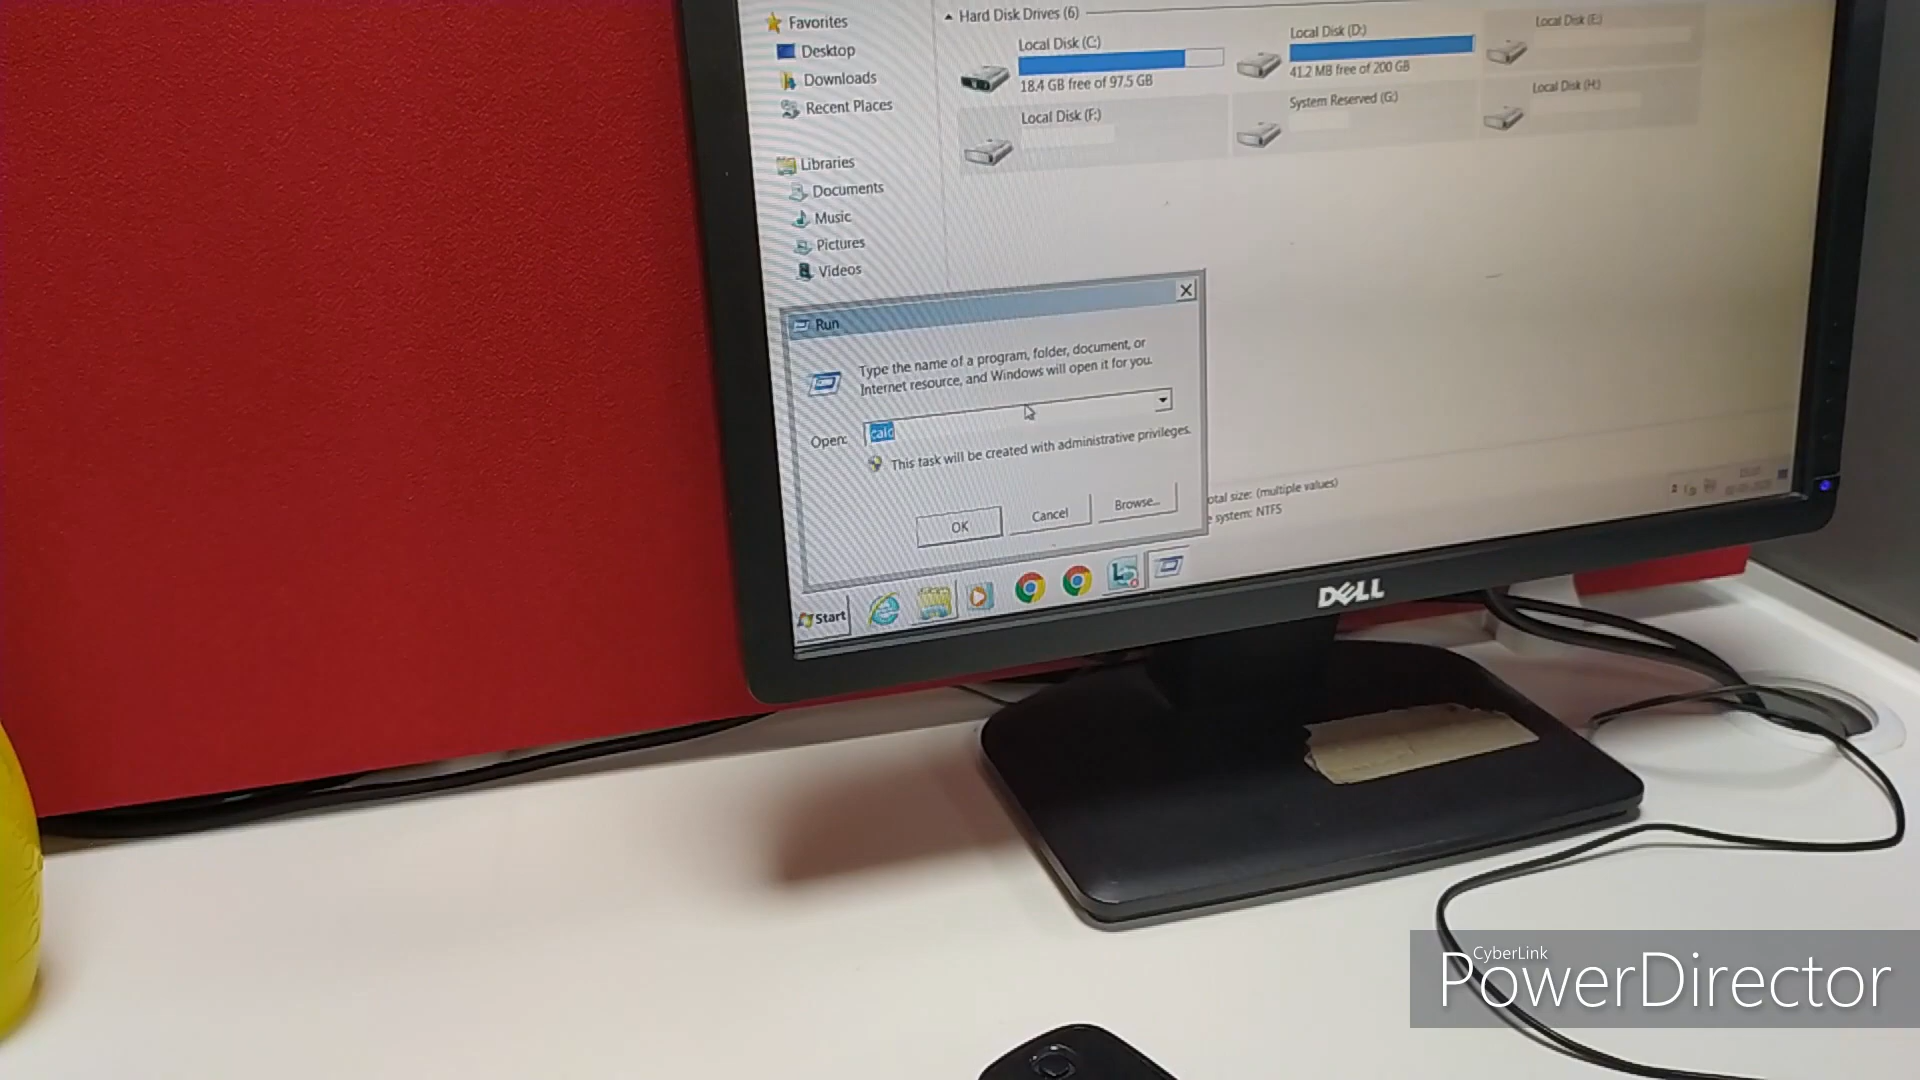 Favorites
Desktop
Downloads
Recent Places
Libraries
Documents
Music
Pictures
Videos
Hard Disk Drives (6)
Local Disk (C:)
18.4 GB free of 97.5 GB
Local Disk (D:)
41.2 MB free of 200 GB
Local Disk (E:)
Local Disk (F:)
System Reserved (G:)
Local Disk (H:)
Run
Type the name of a program, folder, document, or
Internet resource, and Windows will open it for you.
Open:
calc
This task will be created with administrative privileges.
OK
Cancel
Browse...
otal size: (multiple values)
e system: NTFS
Start
DELL
CyberLink
PowerDirector